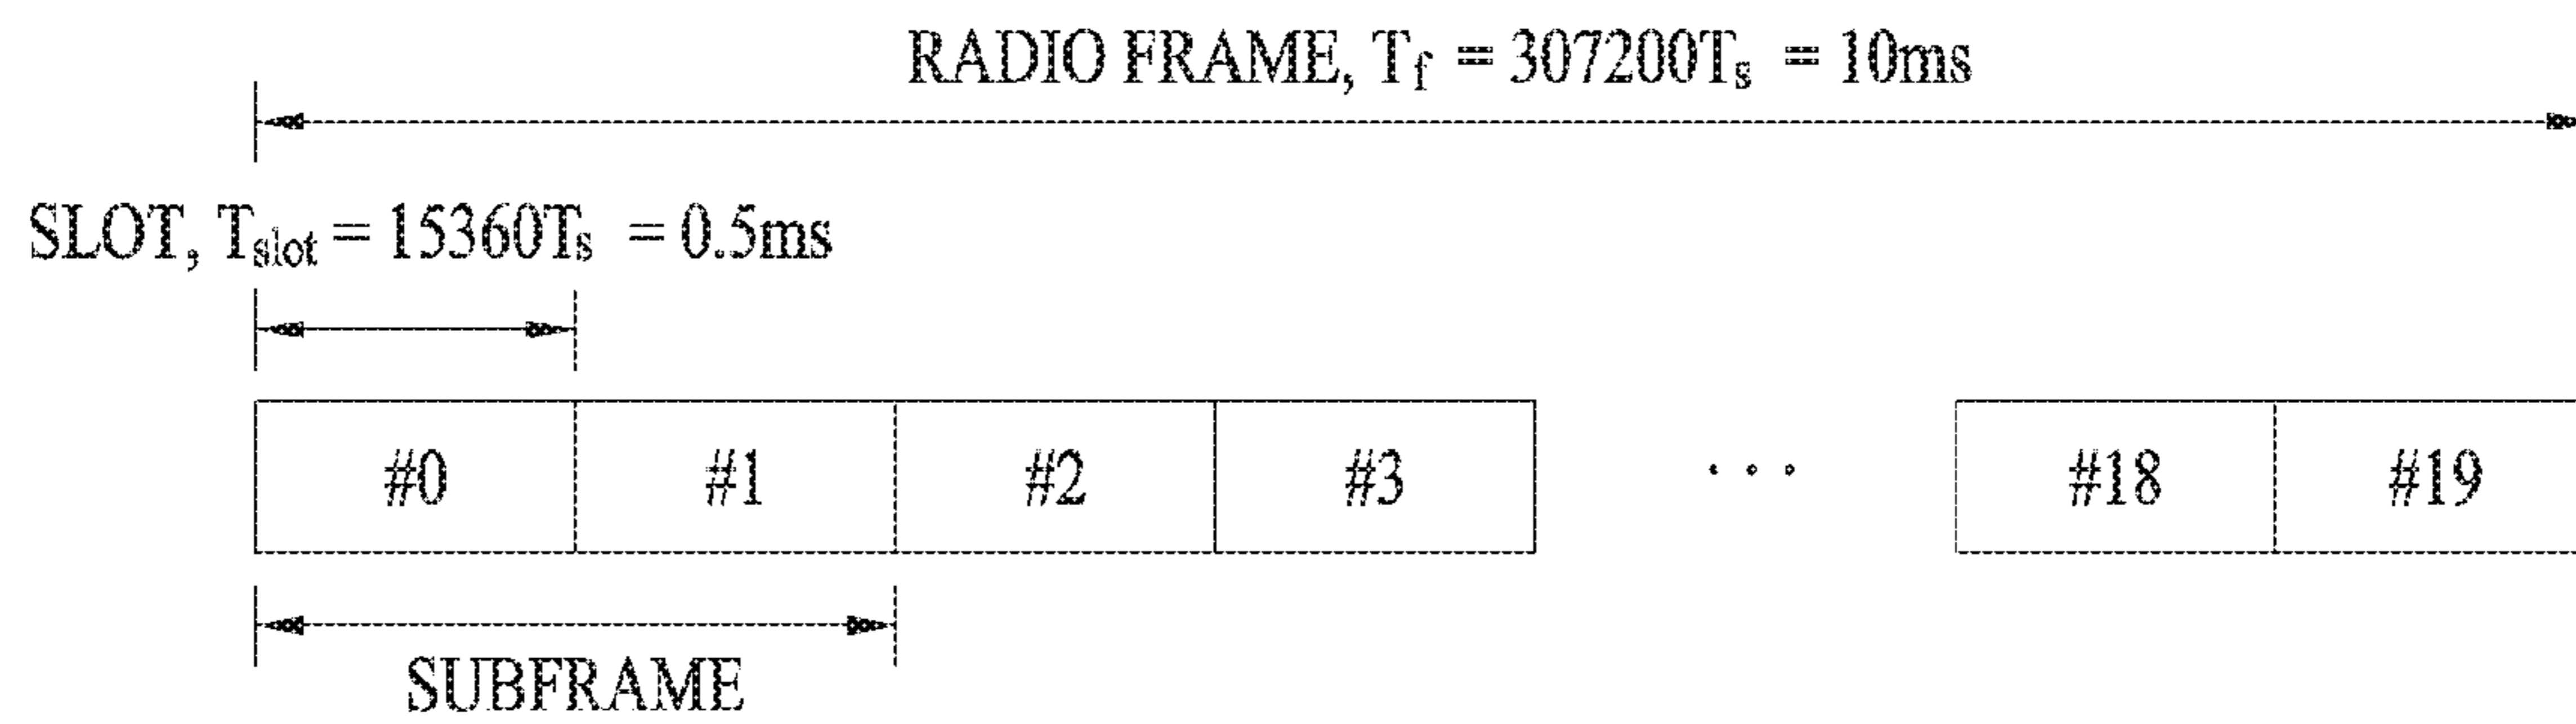 RADIO FRAME, Tf = 307200Ts = 10ms
SLOT, Tslot = 15360Ts = 0.5ms
#0 #1 #2 #3 · · · #18 #19
SUBFRAME